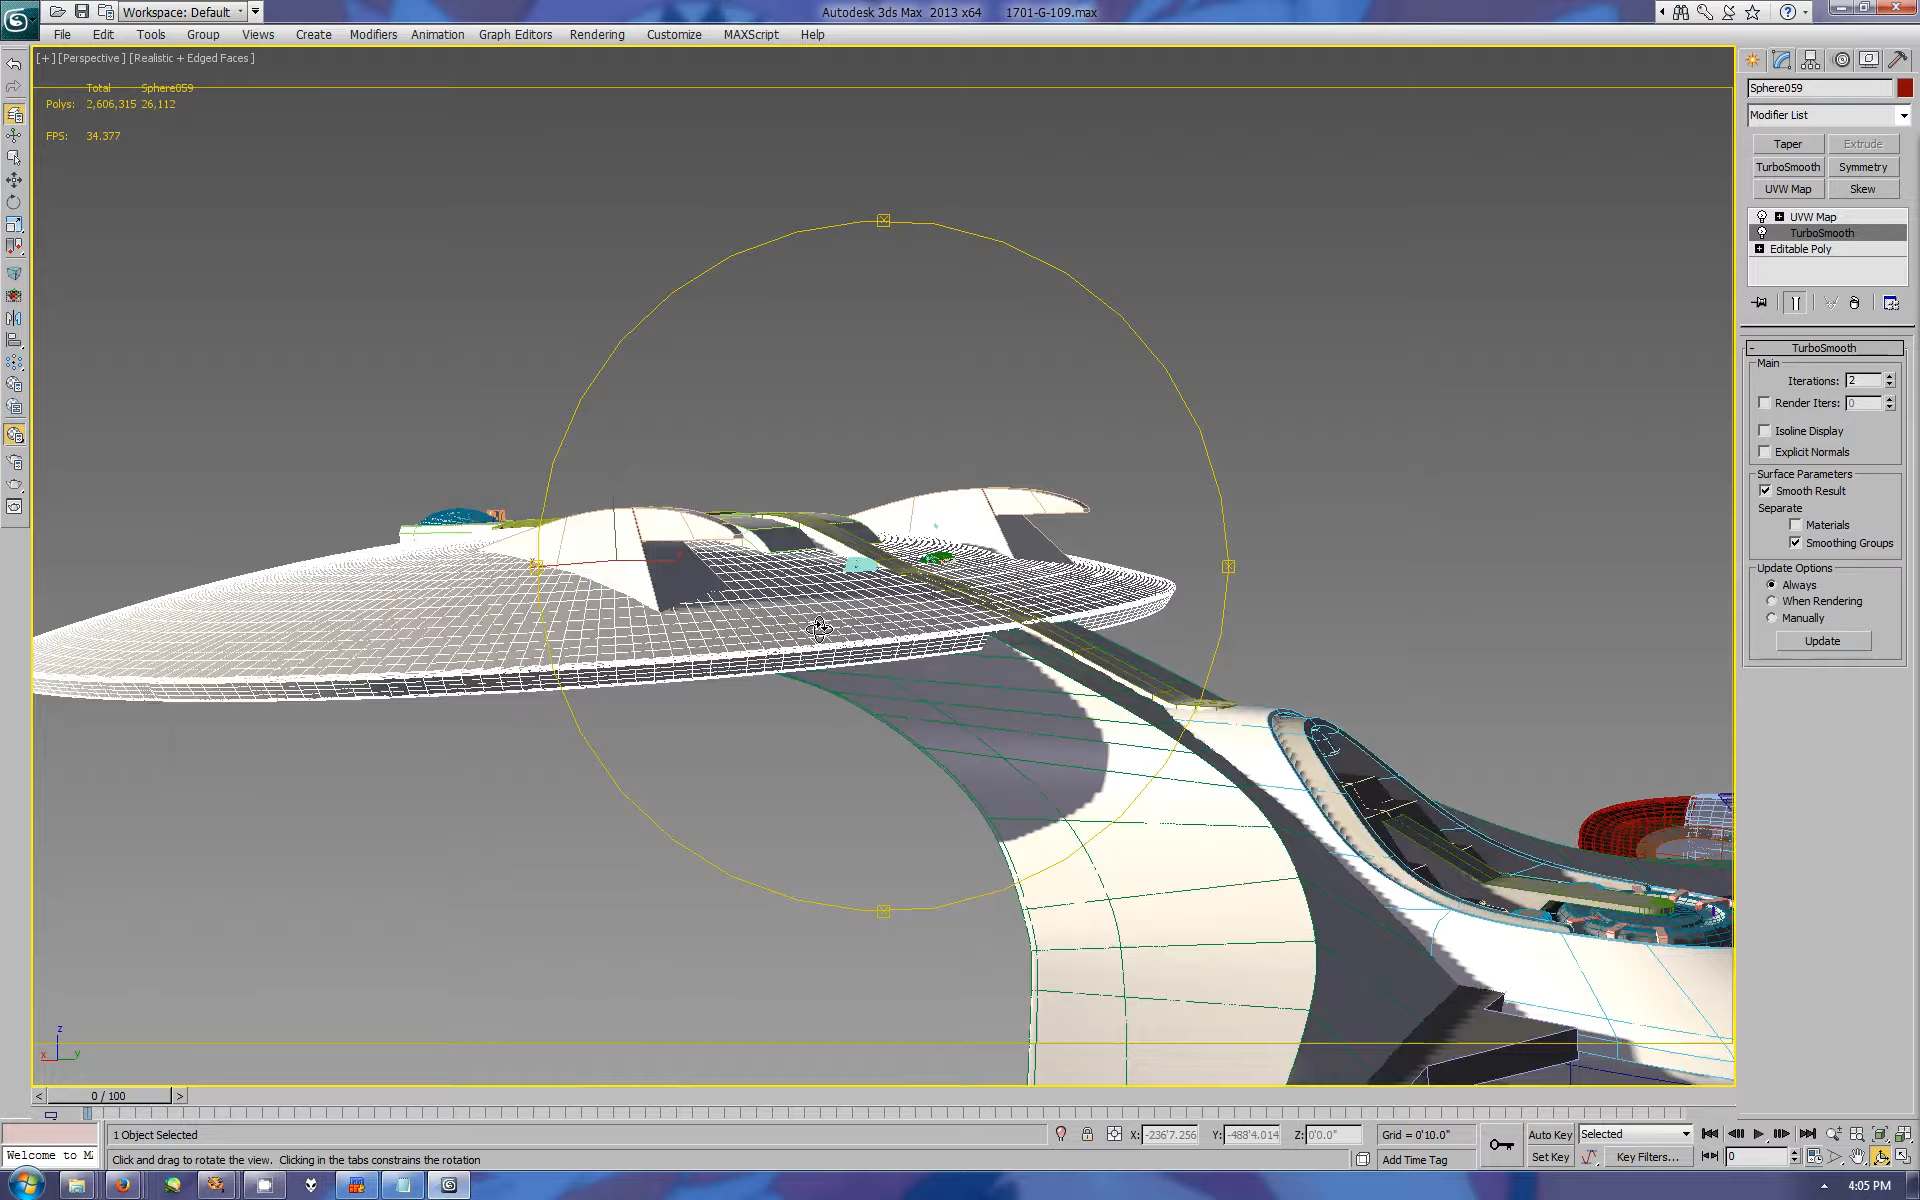 Workspace: Default
Autodesk 3ds Max 2013 x64 1701-G-109.max
File Edit Tools Group Views Create Modifiers Animation Graph Editors Rendering Customize MAXScript Help
[+] [Perspective ] [Realistic + Edged Faces ]
Total Sphere059
Polys: 2,606,315 26,112
FPS: 34.377
Sphere059
Modifier List
Taper Extrude
TurboSmooth Symmetry
UVW Map Skew
UVW Map
TurboSmooth
Editable Poly
TurboSmooth
Main
Iterations: 2
Render Iters: 0
Isoline Display
Explicit Normals
Surface Parameters
Smooth Result
Separate
Materials
Smoothing Groups
Update Options
Always
When Rendering
Manually
Update
z
x y
< 0 / 100 >
1 Object Selected X: -236'7.256 Y: -488'4.014 Z: 0'0.0" Grid = 0'10.0" Auto Key Selected
Welcome to M Click and drag to rotate the view. Clicking in the tabs constrains the rotation Add Time Tag Set Key Key Filters... 0
4:05 PM